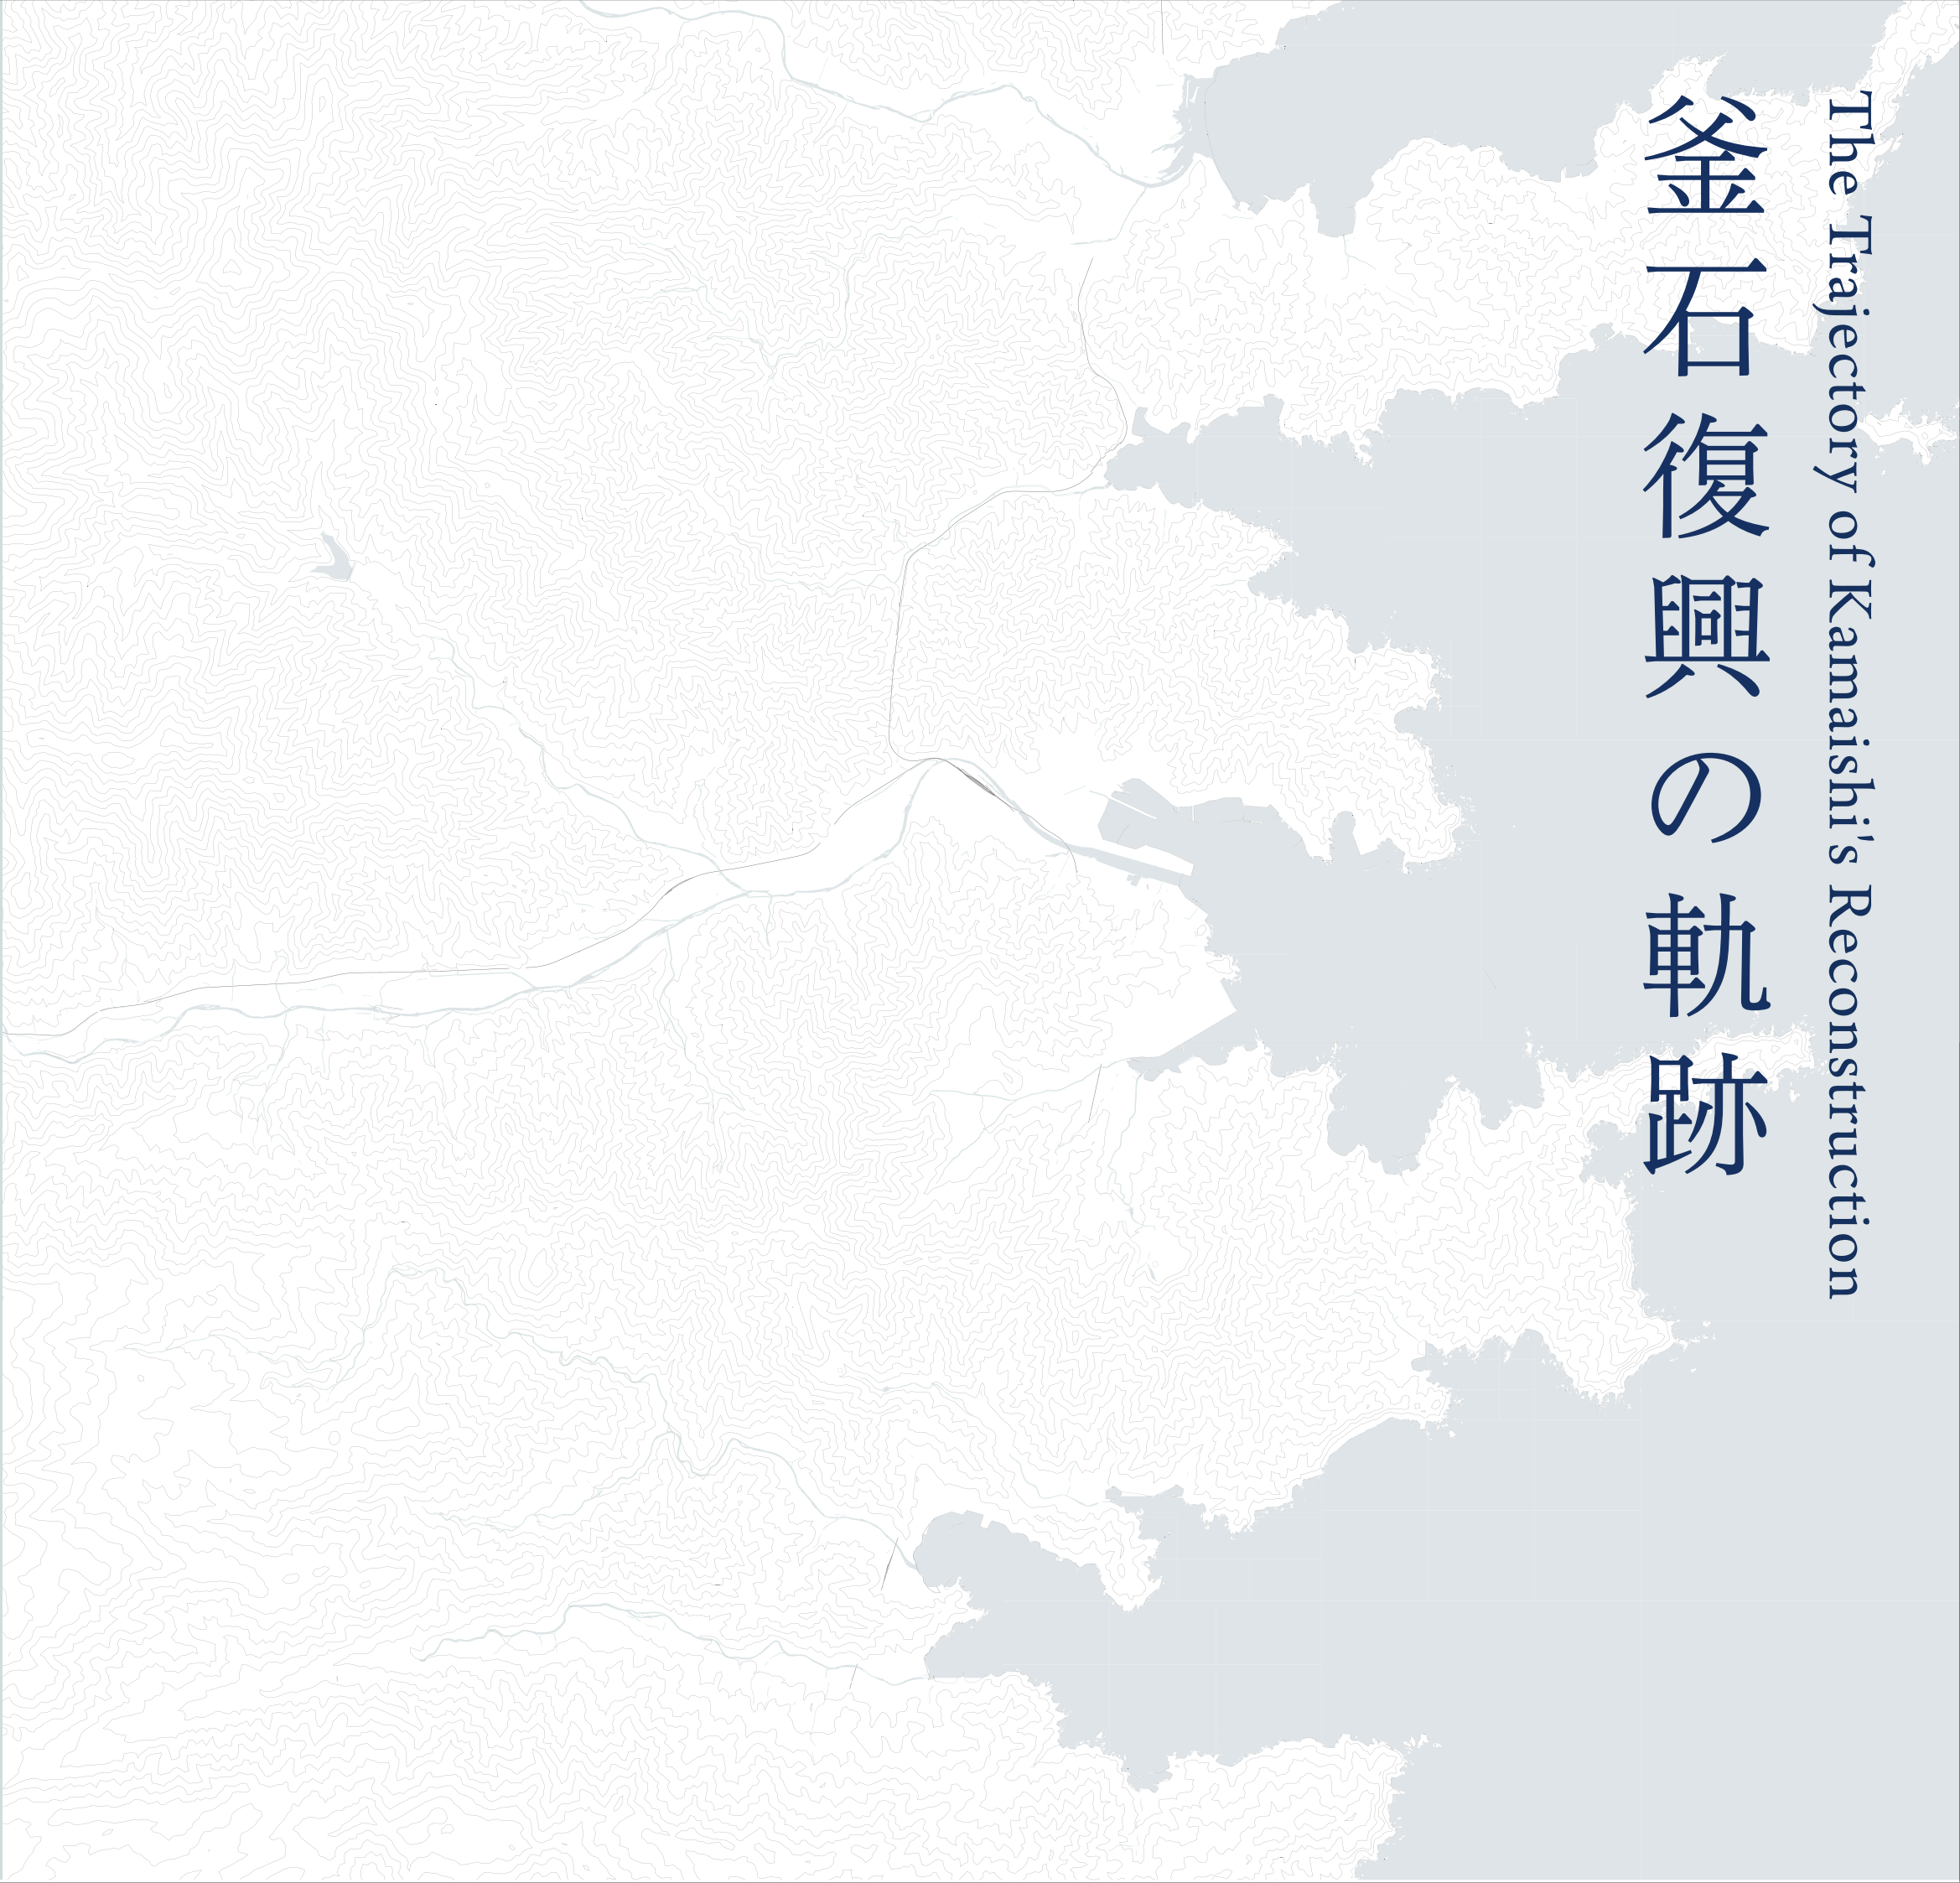 釜石復興の軌跡
The Trajectory of Kamaishi's Reconstruction